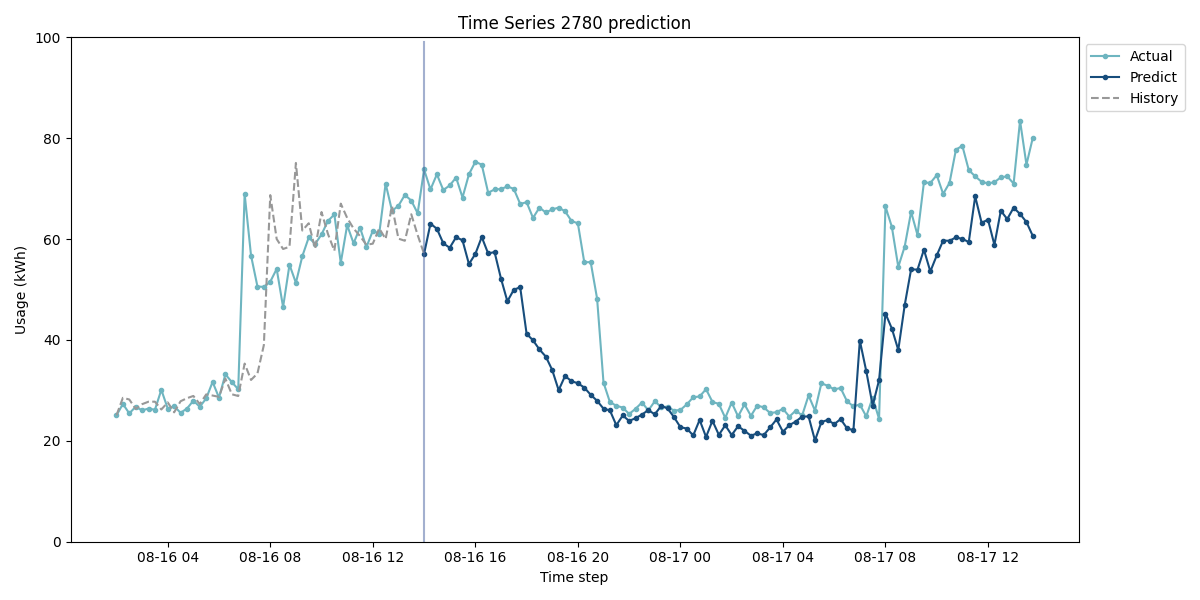 Time Series 2780 prediction
100
80
60
40
20
0
Usage (kWh)
08-16 04
08-16 08
08-16 12
08-16 16
08-16 20
08-17 00
08-17 04
08-17 08
08-17 12
Time step
Actual
Predict
History